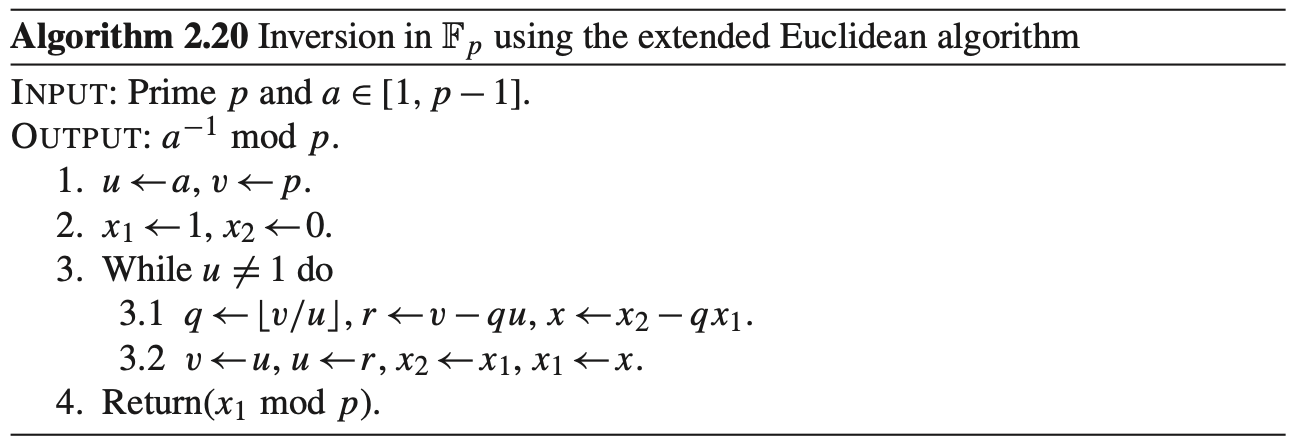 Algorithm 2.20 Inversion in 𝔽ₚ using the extended Euclidean algorithm
INPUT: Prime p and a ∈ [1, p − 1].
OUTPUT: a⁻¹ mod p.
1. u ← a, v ← p.
2. x₁ ← 1, x₂ ← 0.
3. While u ≠ 1 do
3.1 q ← ⌊v/u⌋, r ← v − qu, x ← x₂ − qx₁.
3.2 v ← u, u ← r, x₂ ← x₁, x₁ ← x.
4. Return(x₁ mod p).